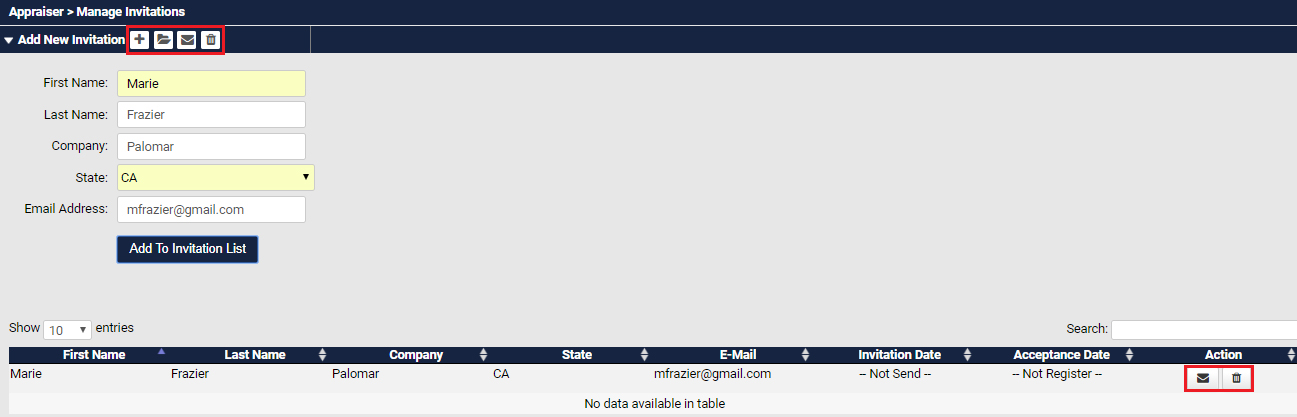 Appraiser > Manage Invitations
Add New Invitation
First Name: Marie
Last Name: Frazier
Company: Palomar
State: CA
Email Address: mfrazier@gmail.com
Add To Invitation List
Show 10 entries Search:
First Name Last Name Company State E-Mail Invitation Date Acceptance Date Action
Marie Frazier Palomar CA mfrazier@gmail.com -- Not Send -- -- Not Register --
No data available in table